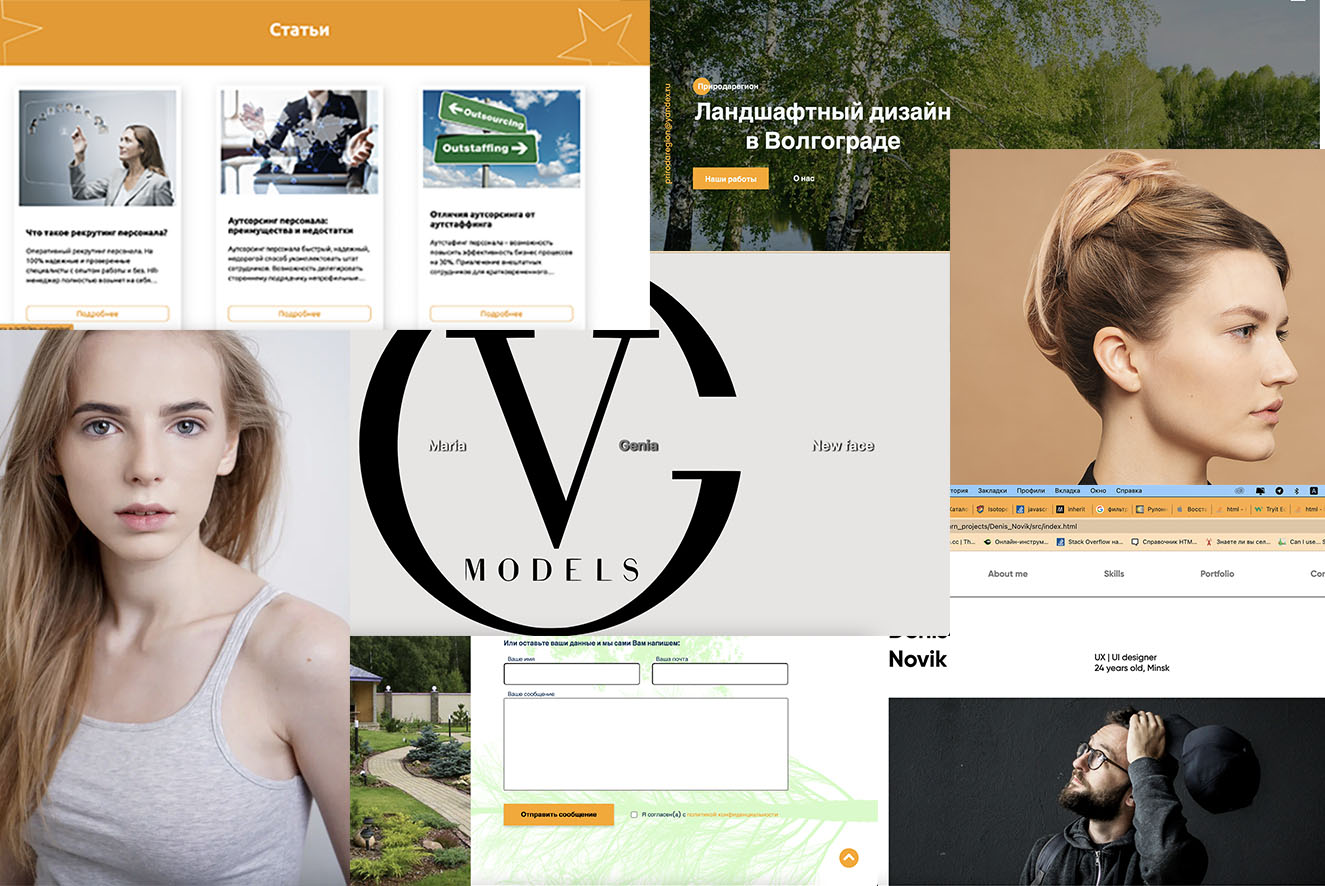 Статьи
Outsourcing
Outstaffing
Что такое рекрутинг персонала?
Оперативный рекрутинг персонала. На
100% надежные и проверенные
специалисты с опытом работы и без. HR-
менеджер полностью возьмет на себя...
Подробнее
Аутсорсинг персонала:
преимущества и недостатки
Аутсорсинг персонала быстрый, надежный,
недорогой способ укомплектовать штат
сотрудников. Возможность делегировать
стороннему подрядчику непрофильные...
Подробнее
Отличия аутсорсинга от
аутстаффинга
Аутстафинг персонала – возможность
повысить эффективность бизнес процессов
на 30%. Привлечение внештатных
сотрудников для кратковременного...
Подробнее
prirodaregion@yandex.ru
Природарегион
Ландшафтный дизайн
в Волгограде
Наши работы
О нас
VG
MODELS
Maria
Genia
New face
тория Закладки Профили Вкладка Окно Справка
Катало Isotope javascr inherit фильтр Рулон Восста html - Tryit Ed html -
rn_projects/Denis_Novik/src/index.html
.cc | Th... Онлайн-инструм... Stack Overflow на... Справочник HTM... Знаете ли вы сел... Can I use... S
About me
Skills
Portfolio
Con
Denis
Novik
UX | UI designer
24 years old, Minsk
Или оставьте ваши данные и мы сами Вам напишем:
Ваше имя
Ваша почта
Ваше сообщение
Отправить сообщение
Я согласен(а) с политикой конфиденциальности